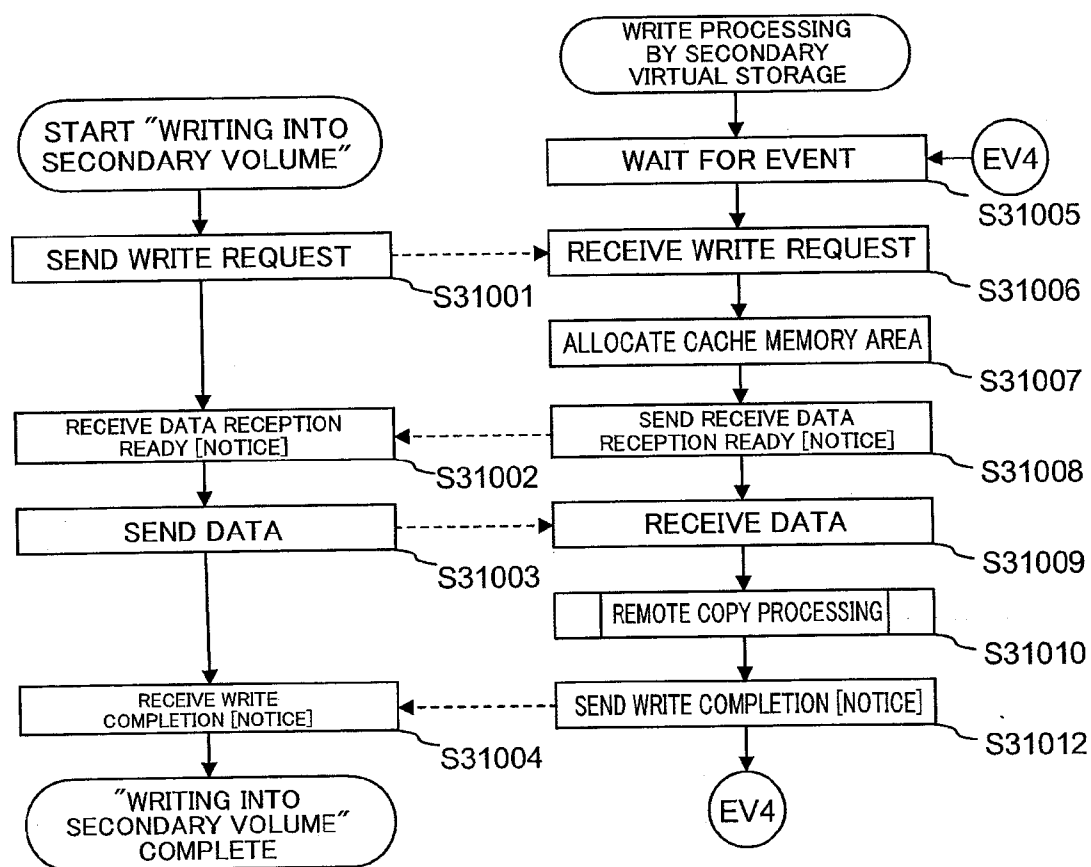 START "WRITING INTO
SECONDARY VOLUME"
SEND WRITE REQUEST
S31001
RECEIVE DATA RECEPTION
READY [NOTICE]
S31002
SEND DATA
S31003
RECEIVE WRITE
COMPLETION [NOTICE]
S31004
"WRITING INTO
SECONDARY VOLUME"
COMPLETE
WRITE PROCESSING
BY SECONDARY
VIRTUAL STORAGE
WAIT FOR EVENT
EV4
S31005
RECEIVE WRITE REQUEST
S31006
ALLOCATE CACHE MEMORY AREA
S31007
SEND RECEIVE DATA
RECEPTION READY [NOTICE]
S31008
RECEIVE DATA
S31009
REMOTE COPY PROCESSING
S31010
SEND WRITE COMPLETION [NOTICE]
S31012
EV4